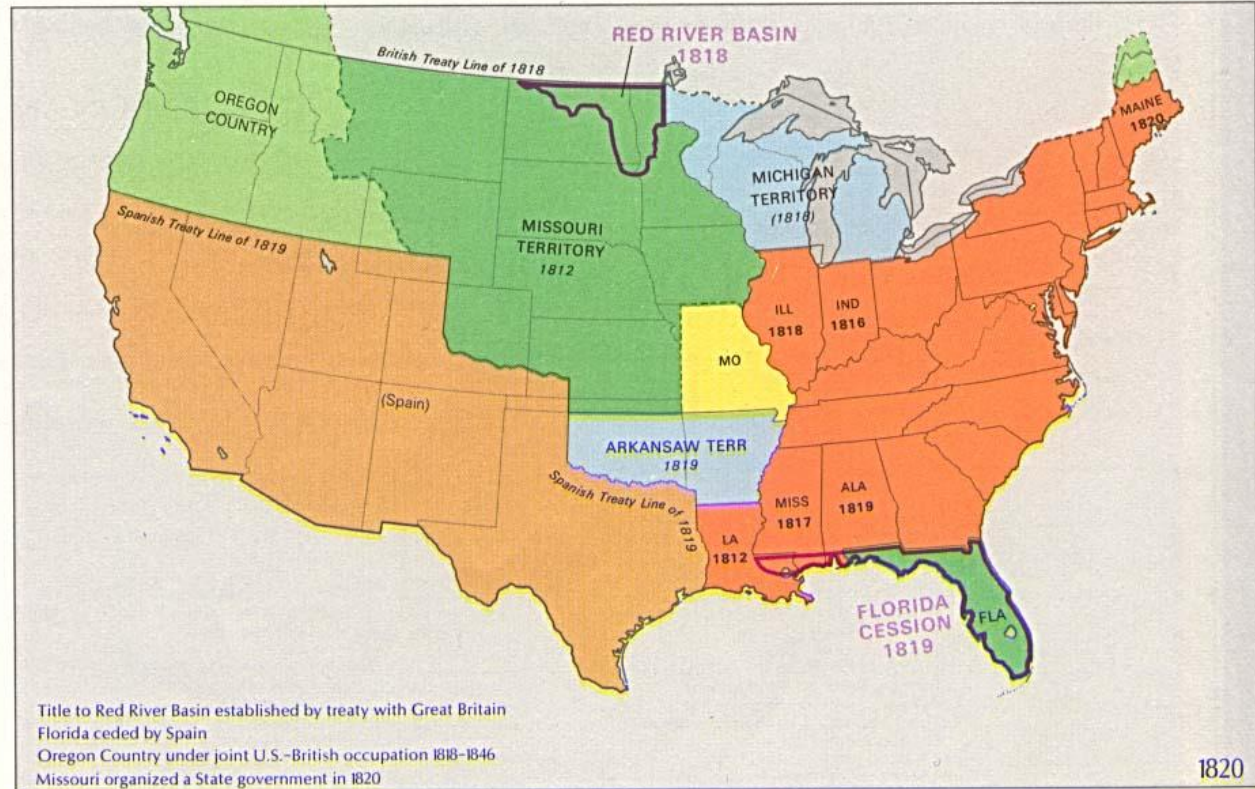 RED RIVER BASIN
1818
British Treaty Line of 1818
OREGON
COUNTRY
MAINE
1820
MICHIGAN
TERRITORY
(1818)
Spanish Treaty Line of 1819
MISSOURI
TERRITORY
1812
ILL
1818
IND
1816
MO
(Spain)
ARKANSAW TERR
1819
Spanish Treaty Line of 1819
MISS
1817
ALA
1819
LA
1812
FLORIDA
CESSION
1819
FLA
Title to Red River Basin established by treaty with Great Britain
Florida ceded by Spain
Oregon Country under joint U.S.–British occupation 1818–1846
Missouri organized a State government in 1820
1820